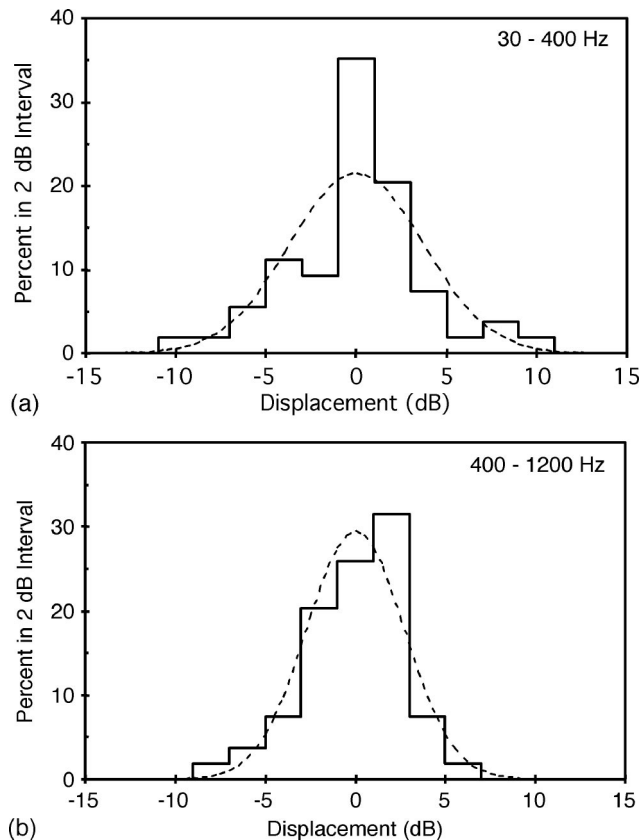 40
30 - 400 Hz
30
20
10
0
Percent in 2 dB Interval
-15 -10 -5 0 5 10 15
(a)
Displacement (dB)
40
400 - 1200 Hz
30
20
10
0
Percent in 2 dB Interval
-15 -10 -5 0 5 10 15
(b)
Displacement (dB)